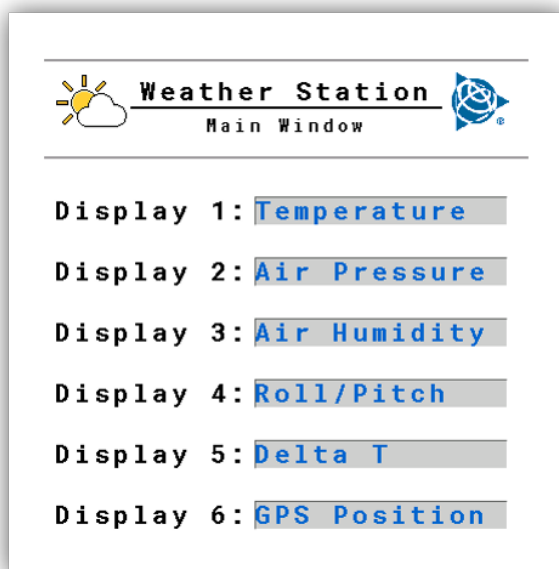 Weather Station
Main Window
Display 1: Temperature
Display 2: Air Pressure
Display 3: Air Humidity
Display 4: Roll/Pitch
Display 5: Delta T
Display 6: GPS Position